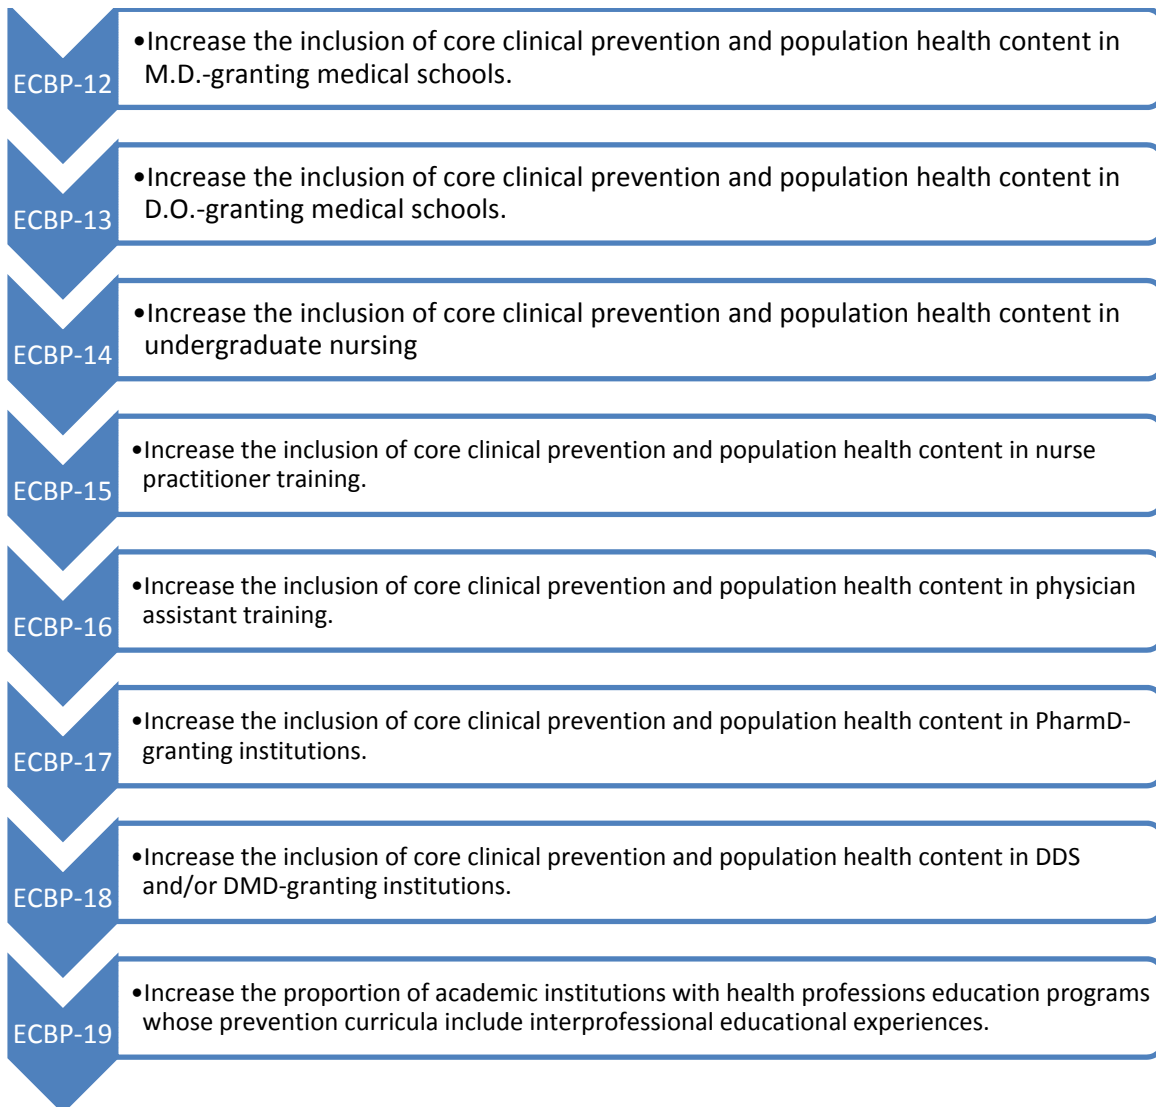 ECBP-12
•Increase the inclusion of core clinical prevention and population health content in
M.D.-granting medical schools.
ECBP-13
•Increase the inclusion of core clinical prevention and population health content in
D.O.-granting medical schools.
ECBP-14
•Increase the inclusion of core clinical prevention and population health content in
undergraduate nursing
ECBP-15
•Increase the inclusion of core clinical prevention and population health content in nurse
practitioner training.
ECBP-16
•Increase the inclusion of core clinical prevention and population health content in physician
assistant training.
ECBP-17
•Increase the inclusion of core clinical prevention and population health content in PharmD-
granting institutions.
ECBP-18
•Increase the inclusion of core clinical prevention and population health content in DDS
and/or DMD-granting institutions.
ECBP-19
•Increase the proportion of academic institutions with health professions education programs
whose prevention curricula include interprofessional educational experiences.